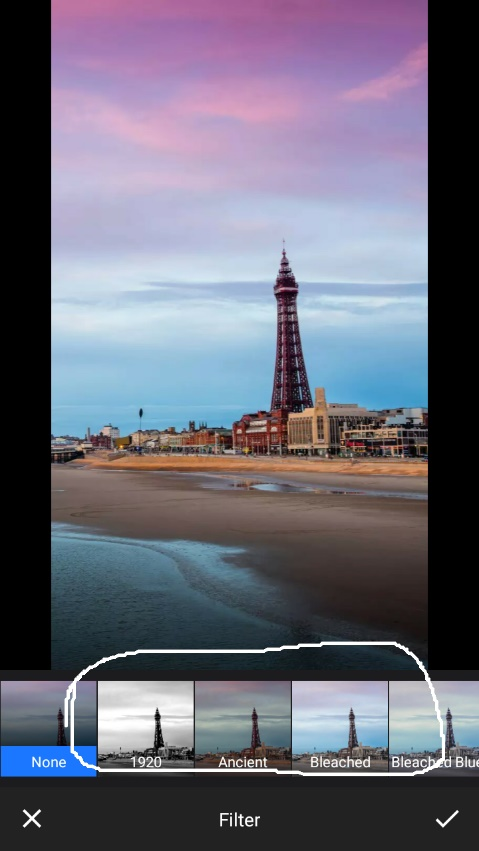 None
1920
Ancient
Bleached
Bleached Blue
Filter